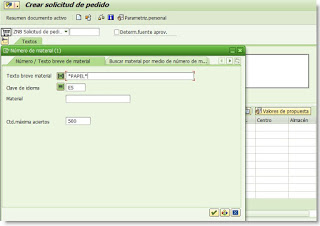 Crear solicitud de pedido
Resumen documento activo
Parametriz.personal
ZNB Solicitud de ped...
Determ.fuente aprov.
Textos
Número de material (1)
Número / Texto breve de material
Buscar material por medio de número de m...
Texto breve material
*PAPEL*
Clave de idioma
ES
Material
Ctd.máxima aciertos
500
Valores de propuesta
Centro
Almacén